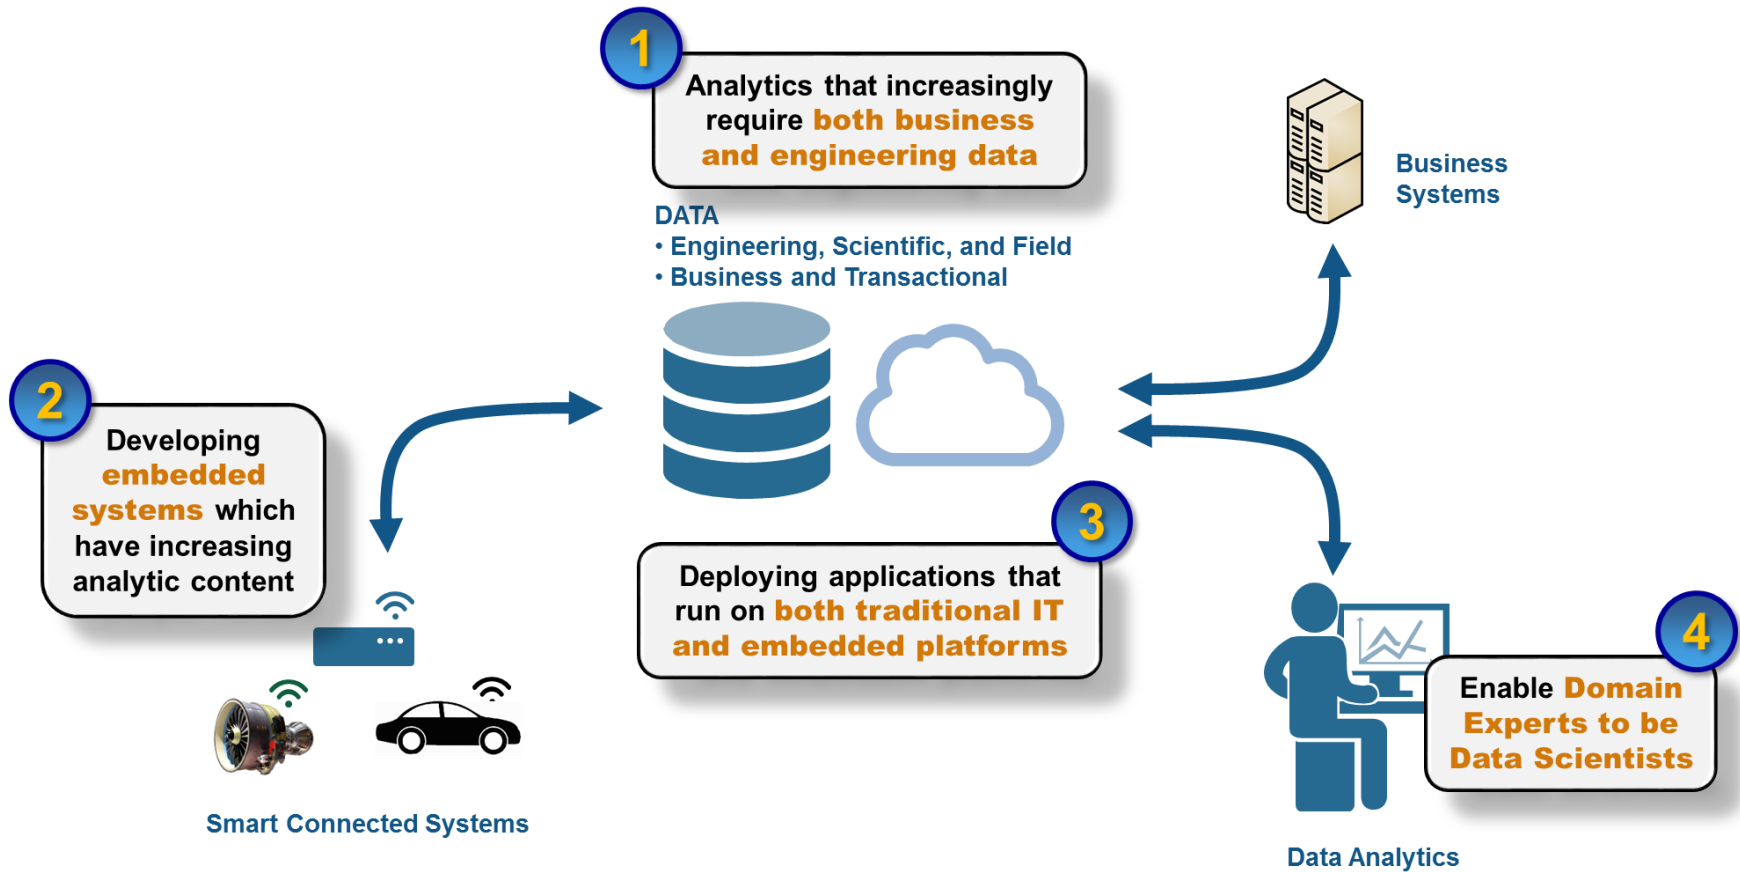 1
Analytics that increasingly
require both business
and engineering data
DATA
• Engineering, Scientific, and Field
• Business and Transactional
Business
Systems
2
Developing
embedded
systems which
have increasing
analytic content
3
Deploying applications that
run on both traditional IT
and embedded platforms
4
Enable Domain
Experts to be
Data Scientists
Smart Connected Systems
Data Analytics